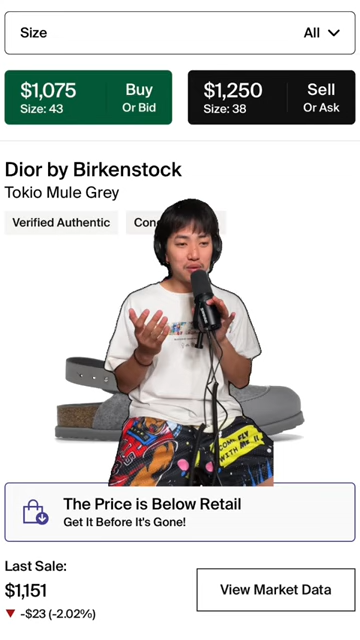 Size
All
$1,075
Size: 43
Buy
Or Bid
$1,250
Size: 38
Sell
Or Ask
Dior by Birkenstock
Tokio Mule Grey
Verified Authentic
The Price is Below Retail
Get It Before It's Gone!
Last Sale:
$1,151
-$23 (-2.02%)
View Market Data